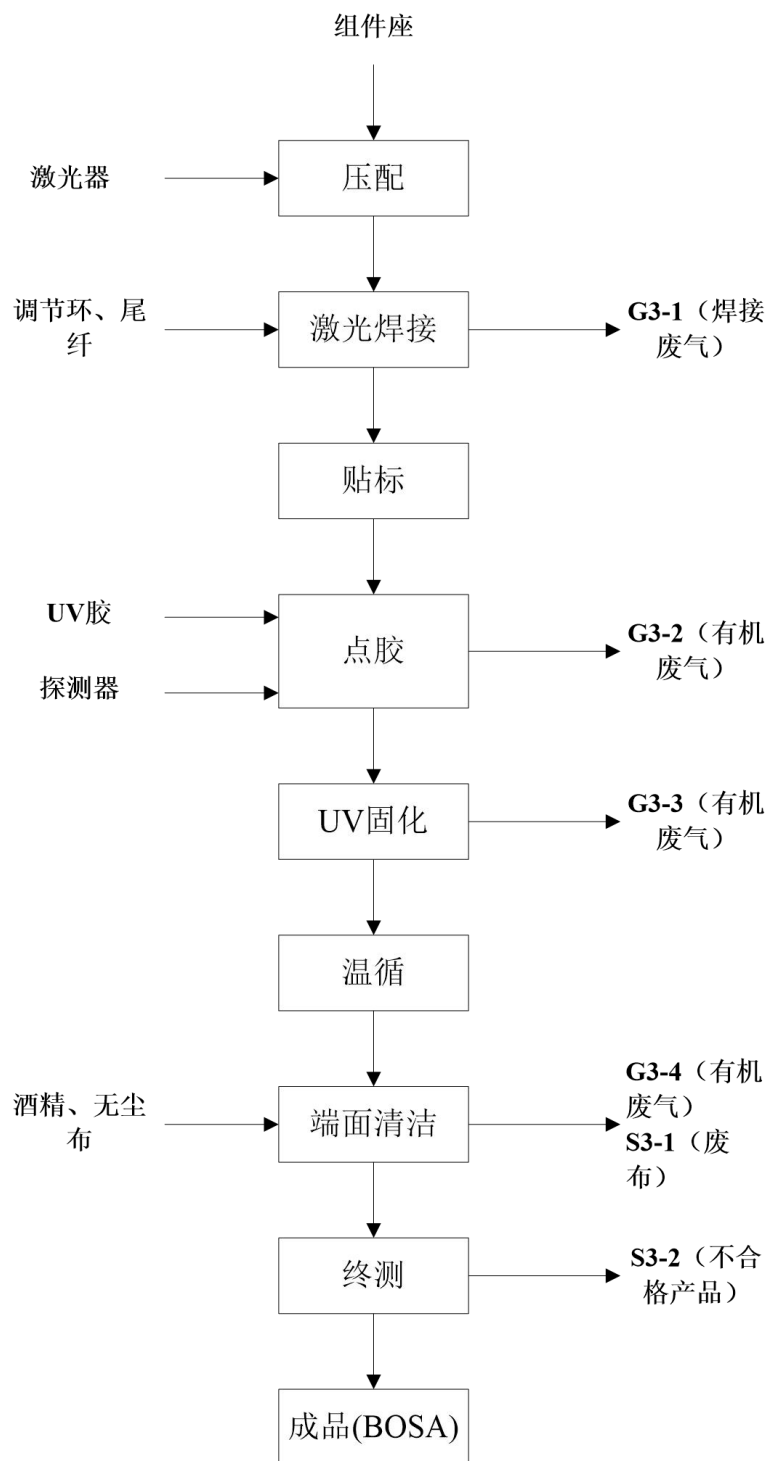 组件座
激光器
压配
调节环、尾
纤
激光焊接
G3-1（焊接
废气）
贴标
UV胶
探测器
点胶
G3-2（有机
废气）
UV固化
G3-3（有机
废气）
温循
酒精、无尘
布
端面清洁
G3-4（有机
废气）
S3-1（废
布）
终测
S3-2（不合
格产品）
成品(BOSA)